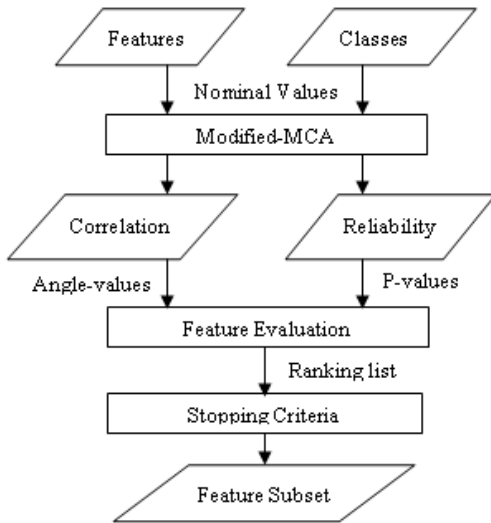 Features
Classes
Nominal Values
Modified-MCA
Correlation
Reliability
Angle-values
P-values
Feature Evaluation
Ranking list
Stopping Criteria
Feature Subset